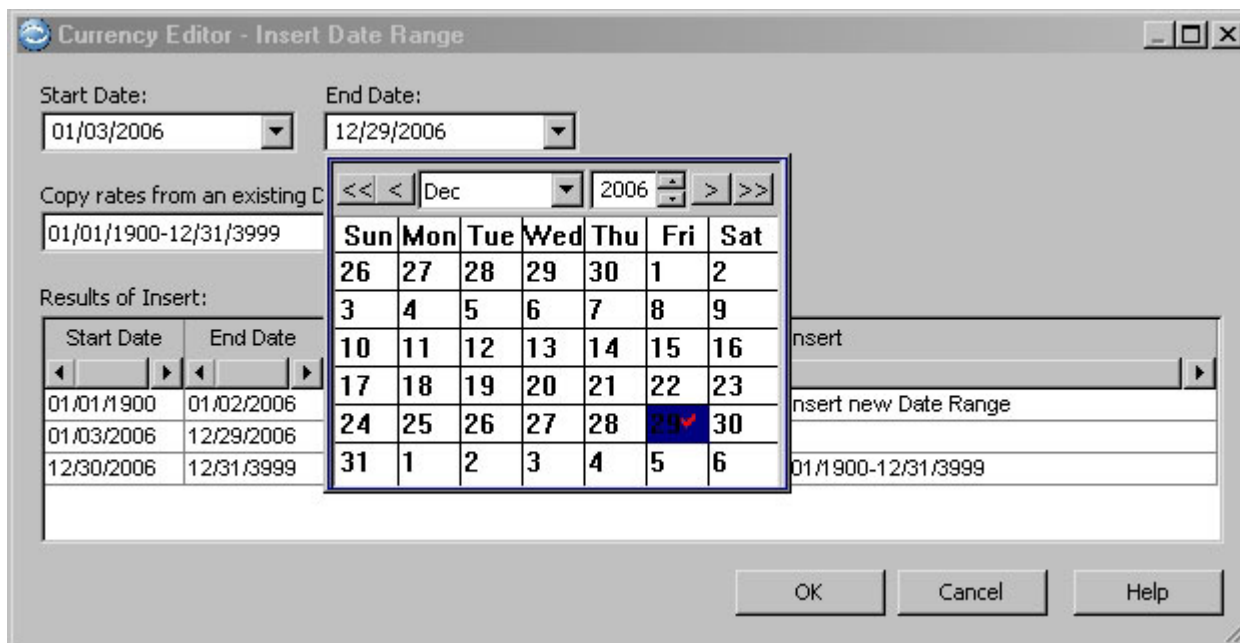 Currency Editor - Insert Date Range
Start Date: End Date:
01/03/2006 12/29/2006
<< < Dec 2006 > >>
Copy rates from an existing D
01/01/1900-12/31/3999
Sun Mon Tue Wed Thu Fri Sat
26 27 28 29 30 1 2
3 4 5 6 7 8 9
10 11 12 13 14 15 16
17 18 19 20 21 22 23
24 25 26 27 28 29 30
31 1 2 3 4 5 6
Results of Insert:
Start Date End Date nsert
01/01/1900 01/02/2006 nsert new Date Range
01/03/2006 12/29/2006
12/30/2006 12/31/3999 01/1900-12/31/3999
OK Cancel Help